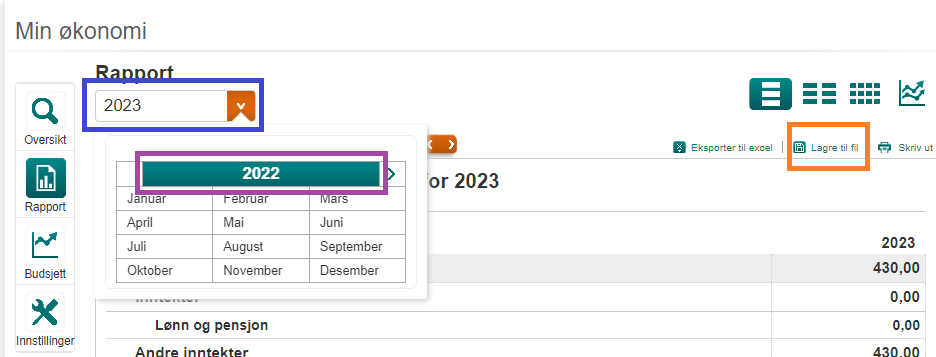 Min økonomi
Rapport
2023
Oversikt
Rapport
Budsjett
Innstillinger
2022
Januar Februar Mars
April Mai Juni
Juli August September
Oktober November Desember
Eksporter til excel Lagre til fil Skriv ut
for 2023
2023
430,00
Inntekter 0,00
Lønn og pensjon 0,00
Andre inntekter 430,00